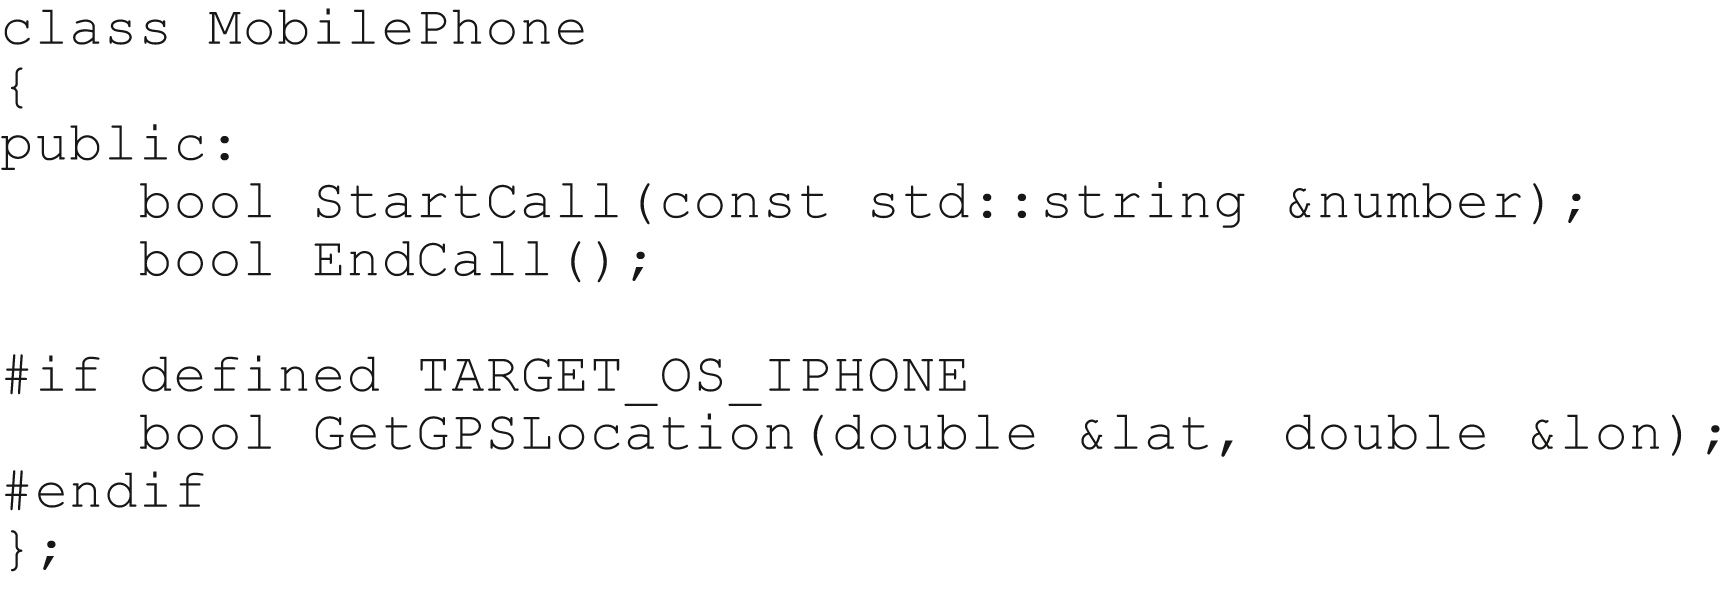 class MobilePhone
{
public:
    bool StartCall(const std::string &number);
    bool EndCall();

#if defined TARGET_OS_IPHONE
    bool GetGPSLocation(double &lat, double &lon);
#endif
};